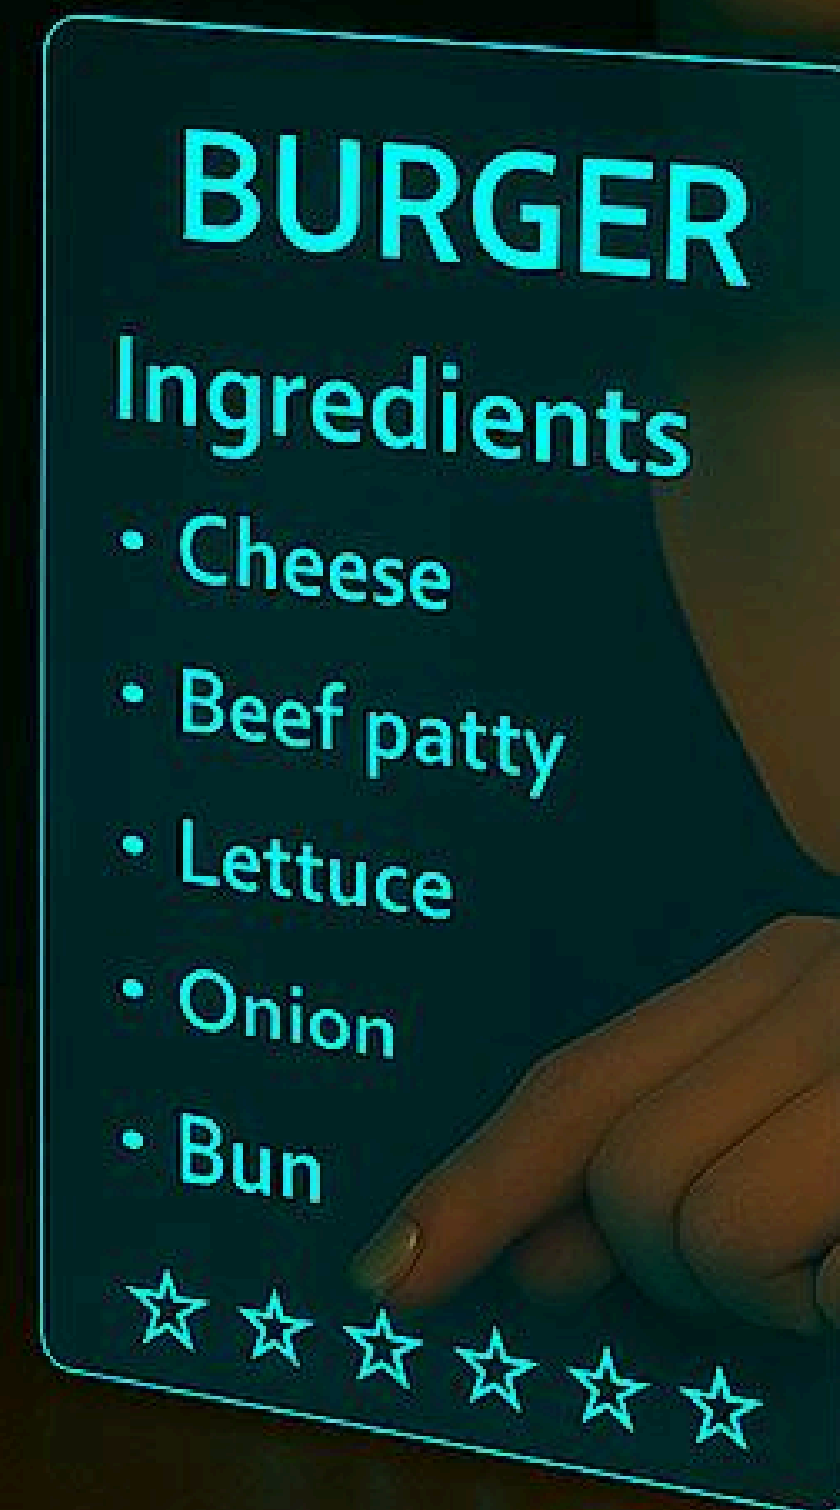 BURGER
Ingredients
• Cheese
• Beef patty
• Lettuce
• Onion
• Bun